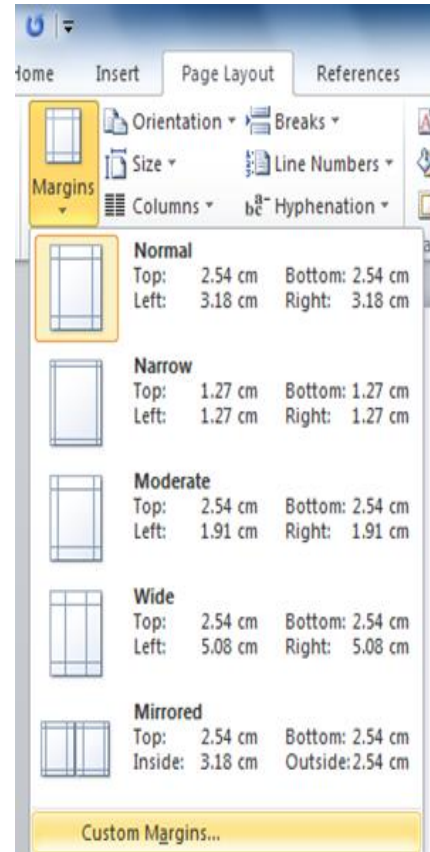 Home Insert Page Layout References
Margins
Orientation Breaks
Size Line Numbers
Columns Hyphenation
Normal
Top: 2.54 cm Bottom: 2.54 cm
Left: 3.18 cm Right: 3.18 cm
Narrow
Top: 1.27 cm Bottom: 1.27 cm
Left: 1.27 cm Right: 1.27 cm
Moderate
Top: 2.54 cm Bottom: 2.54 cm
Left: 1.91 cm Right: 1.91 cm
Wide
Top: 2.54 cm Bottom: 2.54 cm
Left: 5.08 cm Right: 5.08 cm
Mirrored
Top: 2.54 cm Bottom: 2.54 cm
Inside: 3.18 cm Outside: 2.54 cm
Custom Margins...